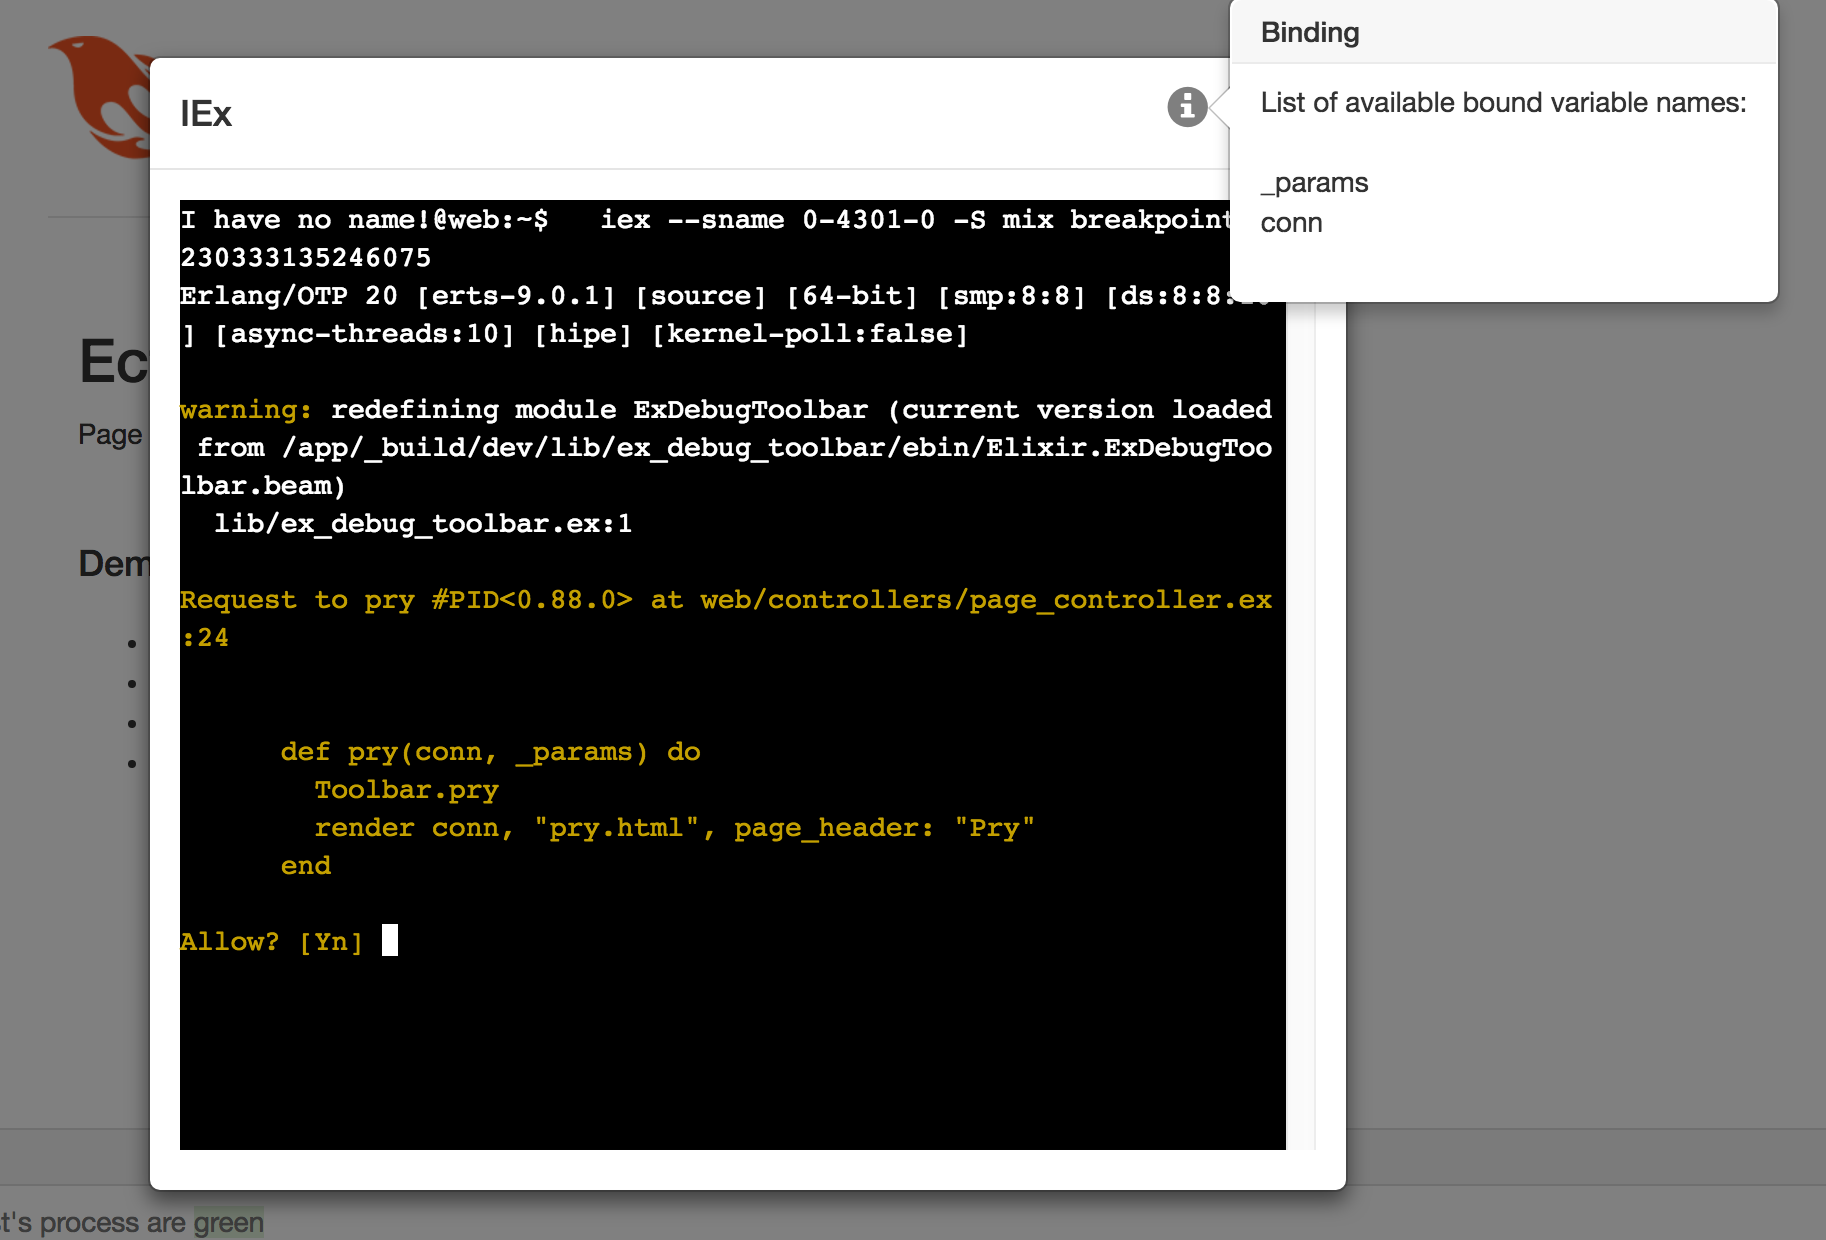 Binding
List of available bound variable names:
_params
conn
IEx
I have no name!@web:~$   iex --sname 0-4301-0 -S mix breakpoint
230333135246075
Erlang/OTP 20 [erts-9.0.1] [source] [64-bit] [smp:8:8] [ds:8:8:
] [async-threads:10] [hipe] [kernel-poll:false]
warning: redefining module ExDebugToolbar (current version loaded
from /app/_build/dev/lib/ex_debug_toolbar/ebin/Elixir.ExDebugToo
lbar.beam)
lib/ex_debug_toolbar.ex:1
Request to pry #PID<0.88.0> at web/controllers/page_controller.ex
:24
def pry(conn, _params) do
Toolbar.pry
render conn, "pry.html", page_header: "Pry"
end
Allow? [Yn]
Ec
Page
Dem
t's process are green